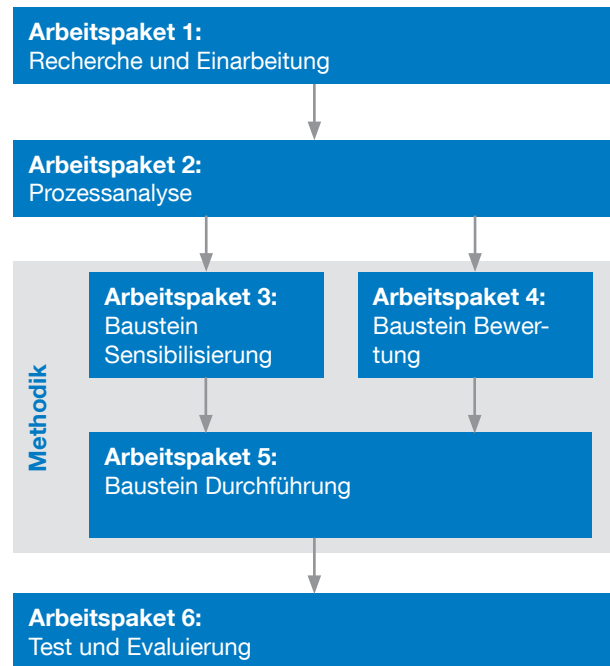 Arbeitspaket 1:
Recherche und Einarbeitung
Arbeitspaket 2:
Prozessanalyse
Methodik
Arbeitspaket 3:
Baustein
Sensibilisierung
Arbeitspaket 4:
Baustein Bewer-
tung
Arbeitspaket 5:
Baustein Durchführung
Arbeitspaket 6:
Test und Evaluierung